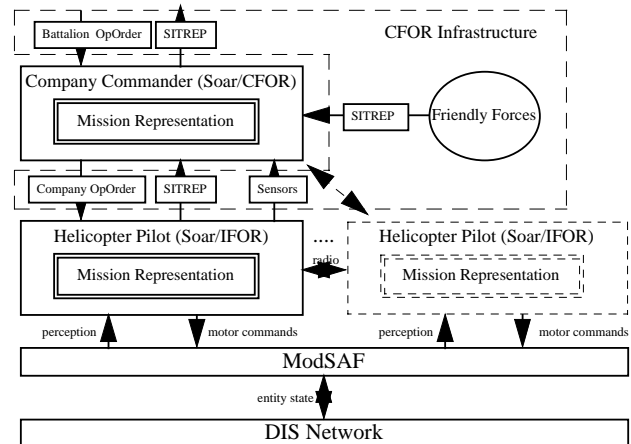 Battalion OpOrder
SITREP
CFOR Infrastructure
Company Commander (Soar/CFOR)
Mission Representation
SITREP
Friendly Forces
Company OpOrder
SITREP
Sensors
Helicopter Pilot (Soar/IFOR)
....
Helicopter Pilot (Soar/IFOR)
radio
Mission Representation
Mission Representation
perception
motor commands
perception
motor commands
ModSAF
entity state
DIS Network